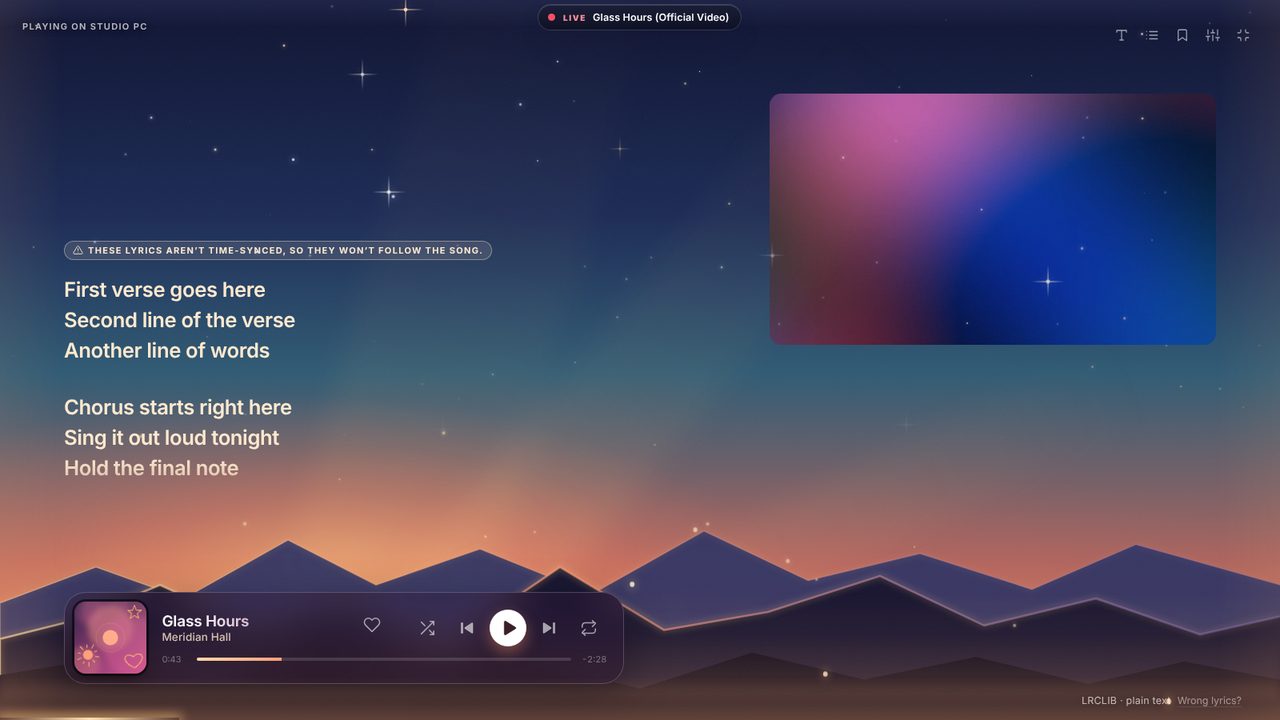 PLAYING ON STUDIO PC
LIVE Glass Hours (Official Video)
THESE LYRICS AREN'T TIME-SYNCED, SO THEY WON'T FOLLOW THE SONG.
First verse goes here
Second line of the verse
Another line of words
Chorus starts right here
Sing it out loud tonight
Hold the final note
Glass Hours
Meridian Hall
0:43
-2:28
LRCLIB · plain text Wrong lyrics?